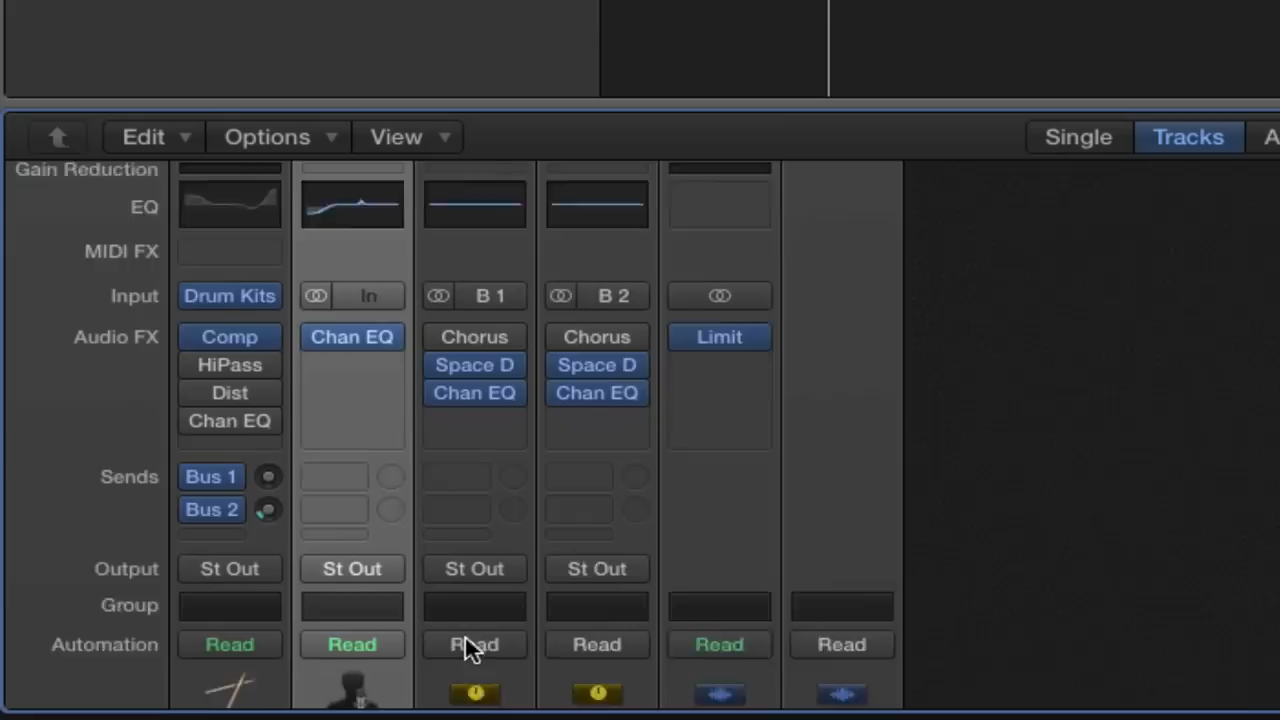 Edit Options View Single Tracks A
Gain Reduction
EQ
MIDI FX
Input Drum Kits In B 1 B 2
Audio FX Comp Chan EQ Chorus Chorus Limit
HiPass Space D Space D
Dist Chan EQ Chan EQ
Chan EQ
Sends Bus 1
Bus 2
Output St Out St Out St Out St Out
Group
Automation Read Read Read Read Read Read